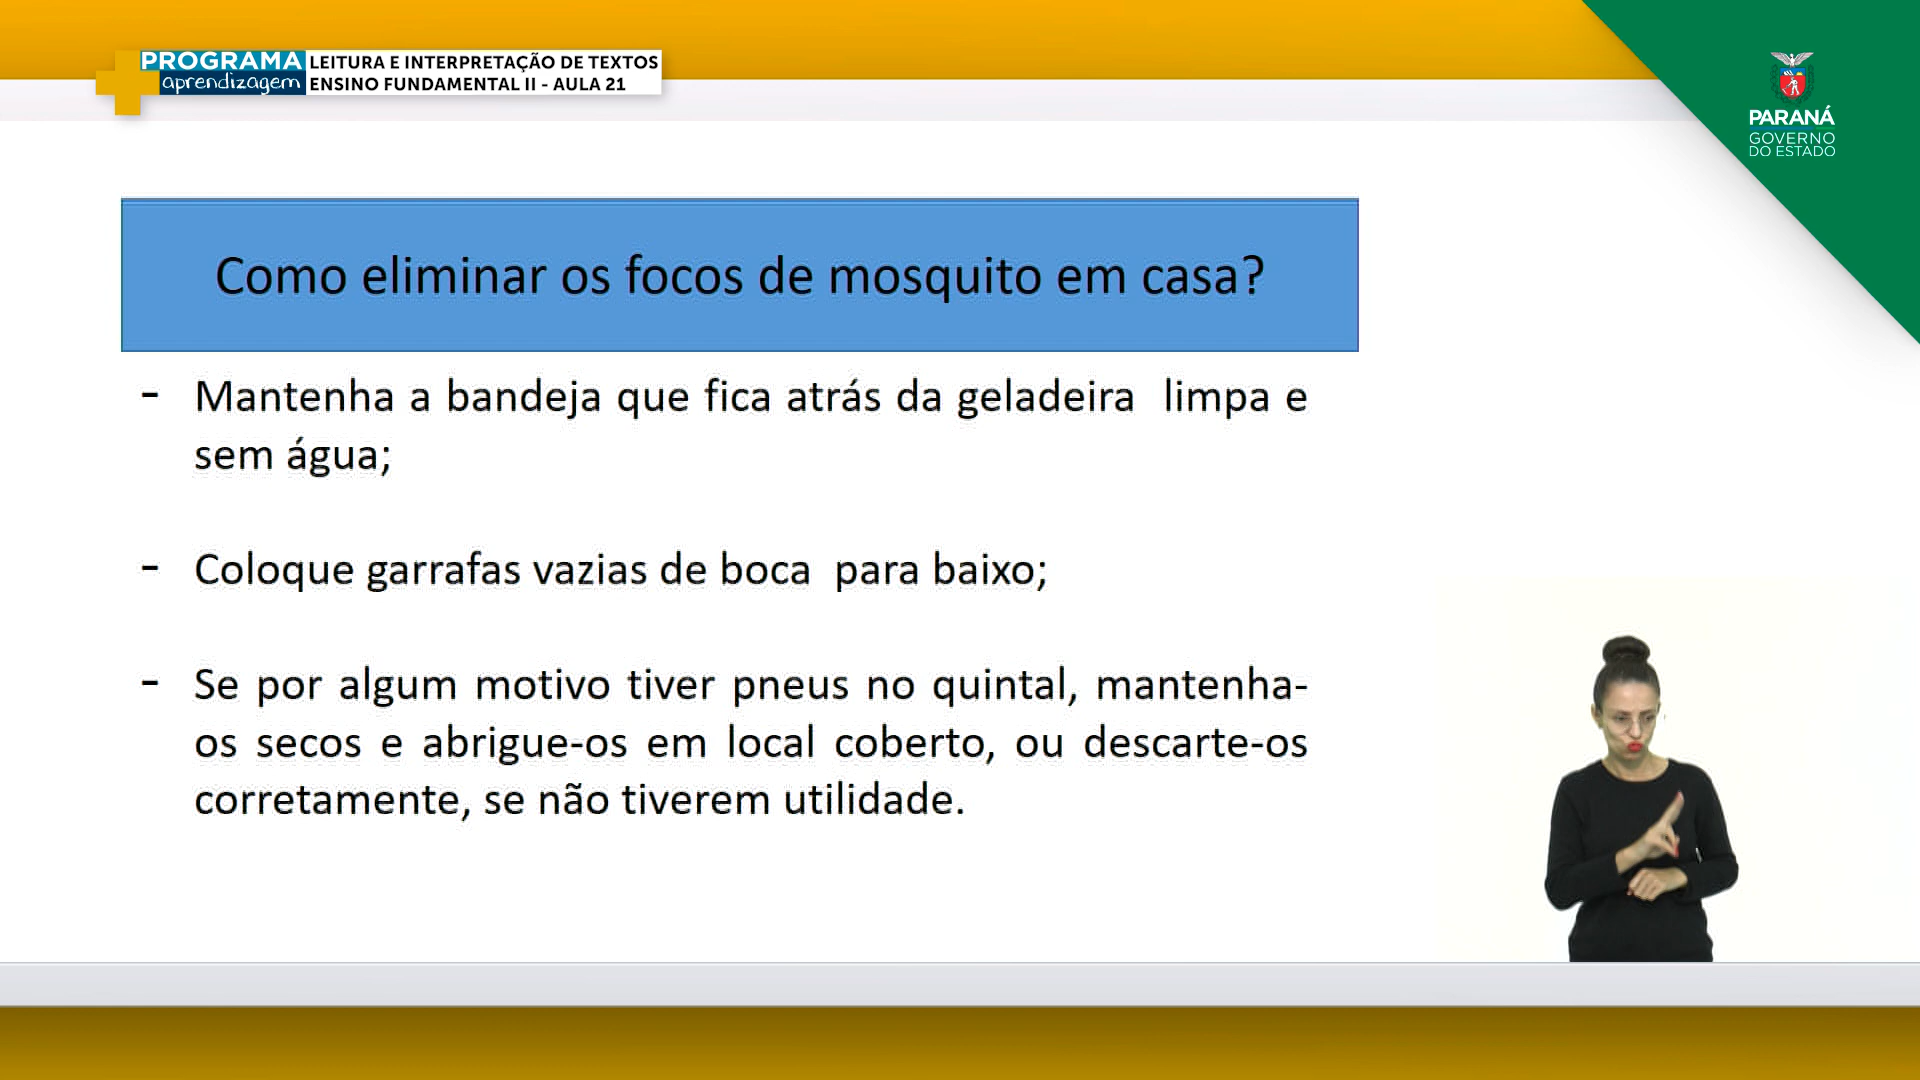 PROGRAMA
aprendizagem
LEITURA E INTERPRETAÇÃO DE TEXTOS
ENSINO FUNDAMENTAL II - AULA 21
PARANÁ
GOVERNO
DO ESTADO
Como eliminar os focos de mosquito em casa?
- Mantenha a bandeja que fica atrás da geladeira limpa e
sem água;
- Coloque garrafas vazias de boca para baixo;
- Se por algum motivo tiver pneus no quintal, mantenha-
os secos e abrigue-os em local coberto, ou descarte-os
corretamente, se não tiverem utilidade.